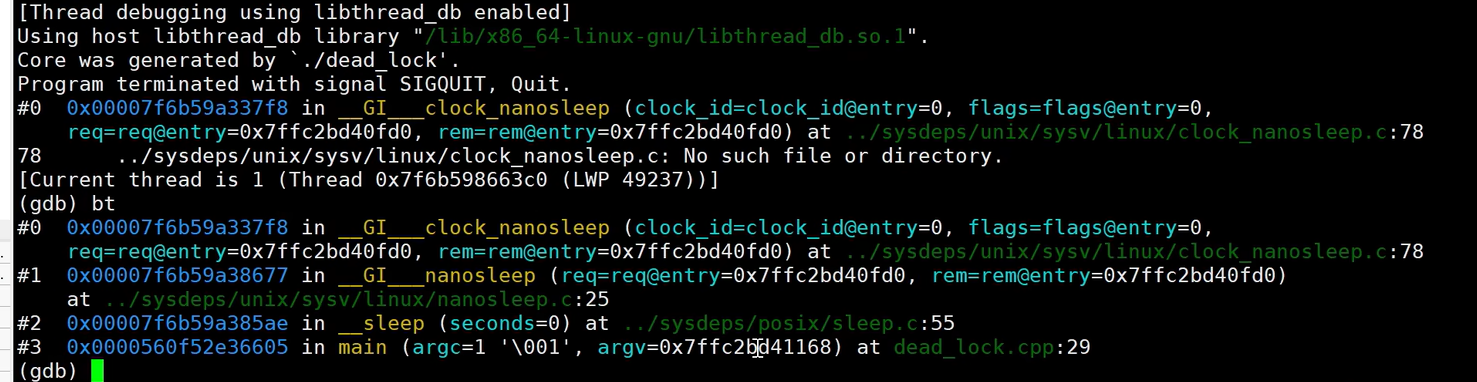 [Thread debugging using libthread_db enabled]
Using host libthread_db library "/lib/x86_64-linux-gnu/libthread_db.so.1".
Core was generated by `./dead_lock'.
Program terminated with signal SIGQUIT, Quit.
#0  0x00007f6b59a337f8 in __GI___clock_nanosleep (clock_id=clock_id@entry=0, flags=flags@entry=0,
    req=req@entry=0x7ffc2bd40fd0, rem=rem@entry=0x7ffc2bd40fd0) at ../sysdeps/unix/sysv/linux/clock_nanosleep.c:78
78      ../sysdeps/unix/sysv/linux/clock_nanosleep.c: No such file or directory.
[Current thread is 1 (Thread 0x7f6b598663c0 (LWP 49237))]
(gdb) bt
#0  0x00007f6b59a337f8 in __GI___clock_nanosleep (clock_id=clock_id@entry=0, flags=flags@entry=0,
    req=req@entry=0x7ffc2bd40fd0, rem=rem@entry=0x7ffc2bd40fd0) at ../sysdeps/unix/sysv/linux/clock_nanosleep.c:78
#1  0x00007f6b59a38677 in __GI___nanosleep (req=req@entry=0x7ffc2bd40fd0, rem=rem@entry=0x7ffc2bd40fd0)
    at ../sysdeps/unix/sysv/linux/nanosleep.c:25
#2  0x00007f6b59a385ae in __sleep (seconds=0) at ../sysdeps/posix/sleep.c:55
#3  0x0000560f52e36605 in main (argc=1 '\001', argv=0x7ffc2bd41168) at dead_lock.cpp:29
(gdb)